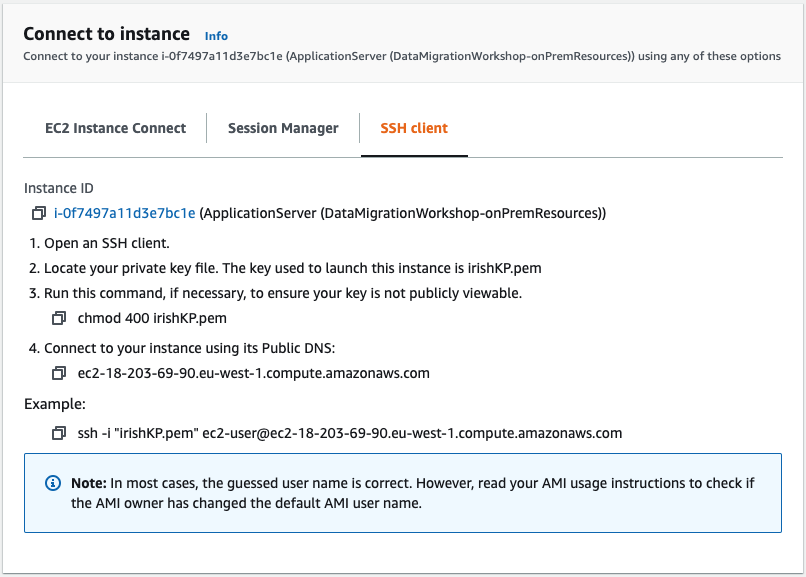 Connect to instance Info
Connect to your instance i-0f7497a11d3e7bc1e (ApplicationServer (DataMigrationWorkshop-onPremResources)) using any of these options
EC2 Instance Connect Session Manager SSH client
Instance ID
i-0f7497a11d3e7bc1e (ApplicationServer (DataMigrationWorkshop-onPremResources))
1. Open an SSH client.
2. Locate your private key file. The key used to launch this instance is irishKP.pem
3. Run this command, if necessary, to ensure your key is not publicly viewable.
chmod 400 irishKP.pem
4. Connect to your instance using its Public DNS:
ec2-18-203-69-90.eu-west-1.compute.amazonaws.com
Example:
ssh -i "irishKP.pem" ec2-user@ec2-18-203-69-90.eu-west-1.compute.amazonaws.com
Note: In most cases, the guessed user name is correct. However, read your AMI usage instructions to check if
the AMI owner has changed the default AMI user name.